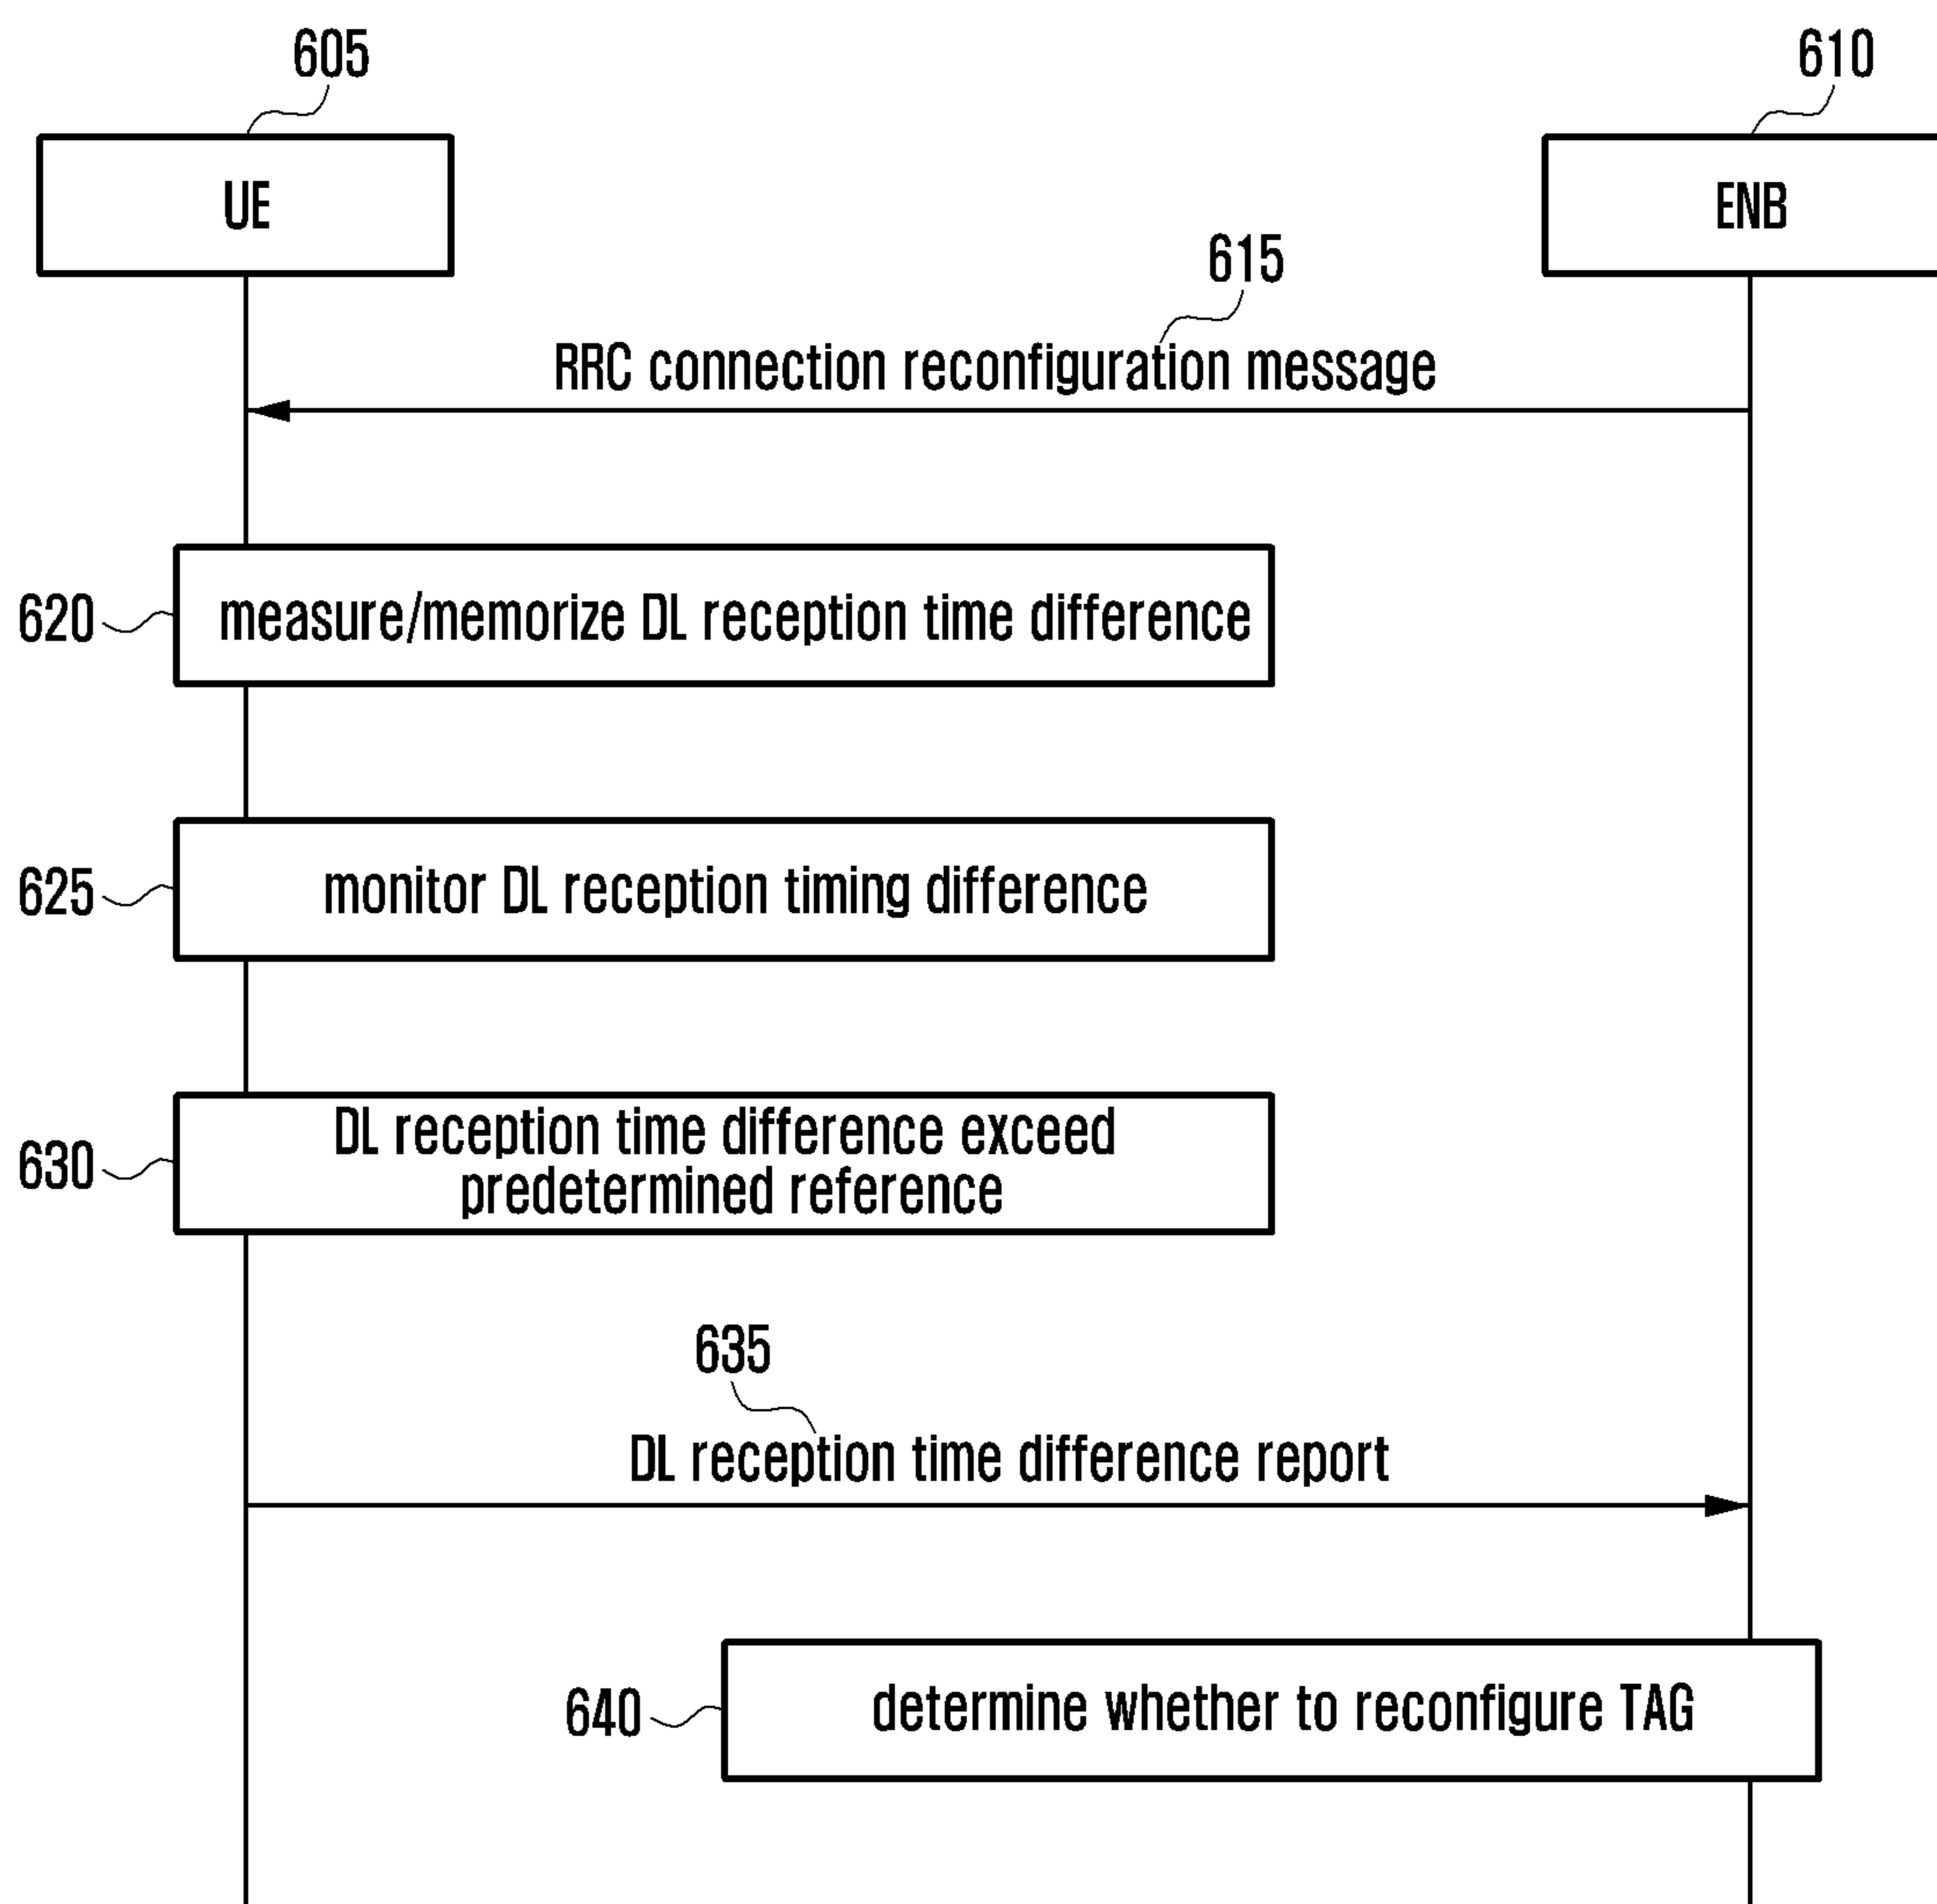 605
610
UE
ENB
615
RRC connection reconfiguration message
620
measure/memorize DL reception time difference
625
monitor DL reception timing difference
630
DL reception time difference exceed
predetermined reference
635
DL reception time difference report
640
determine whether to reconfigure TAG